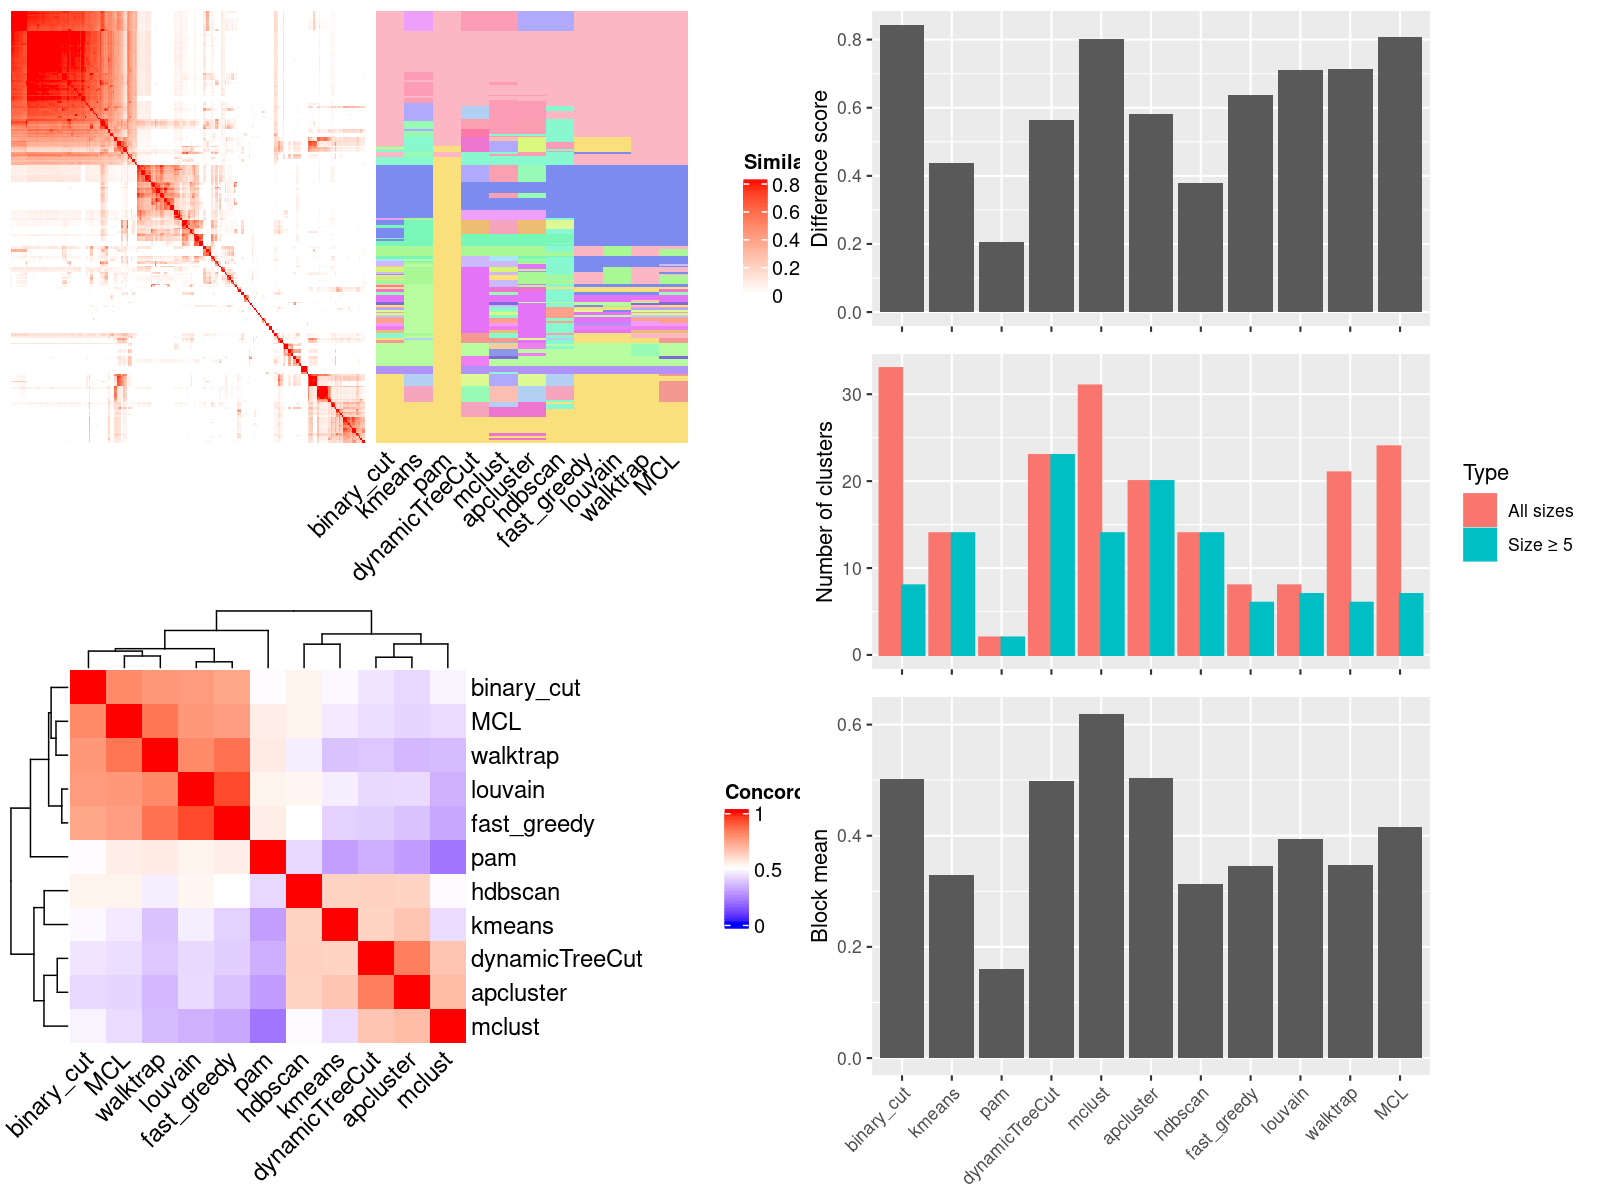 Simila
0.8
0.6
0.4
0.2
0
binary_cut
kmeans
pam
dynamicTreeCut
mclust
apcluster
hdbscan
fast_greedy
louvain
walktrap
MCL
binary_cut
MCL
walktrap
louvain
fast_greedy
pam
hdbscan
kmeans
dynamicTreeCut
apcluster
mclust
binary_cut
MCL
walktrap
louvain
fast_greedy
pam
hdbscan
kmeans
dynamicTreeCut
apcluster
mclust
Concord
1
0.5
0
Difference score
0.8
0.6
0.4
0.2
0.0
Number of clusters
30
20
10
0
Type
All sizes
Size ≥ 5
Block mean
0.6
0.4
0.2
0.0
binary_cut
kmeans
pam
dynamicTreeCut
mclust
apcluster
hdbscan
fast_greedy
louvain
walktrap
MCL